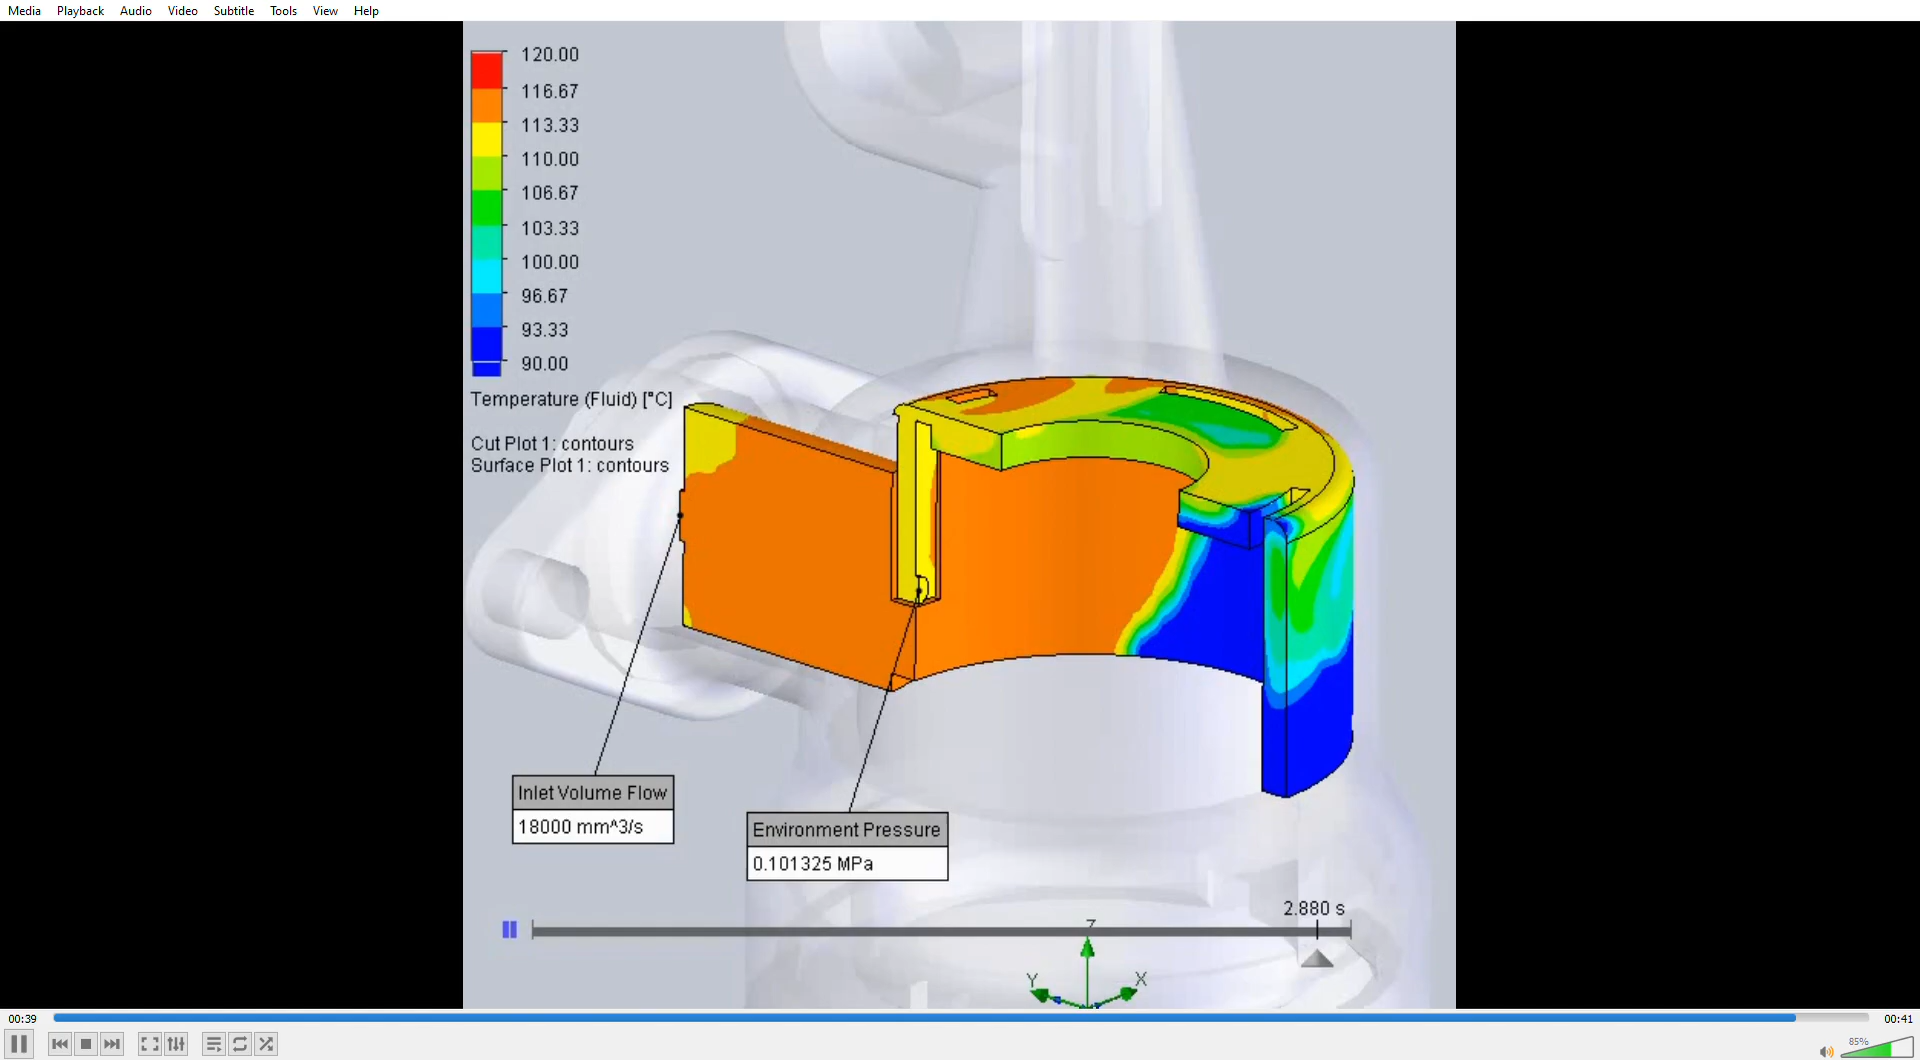 Media Playback Audio Video Subtitle Tools View Help
120.00
116.67
113.33
110.00
106.67
103.33
100.00
96.67
93.33
90.00
Temperature (Fluid) [°C]
Cut Plot 1: contours
Surface Plot 1: contours
Inlet Volume Flow
18000 mm^3/s
Environment Pressure
0.101325 MPa
2.880 s
Z
Y X
00:39 00:41
85%